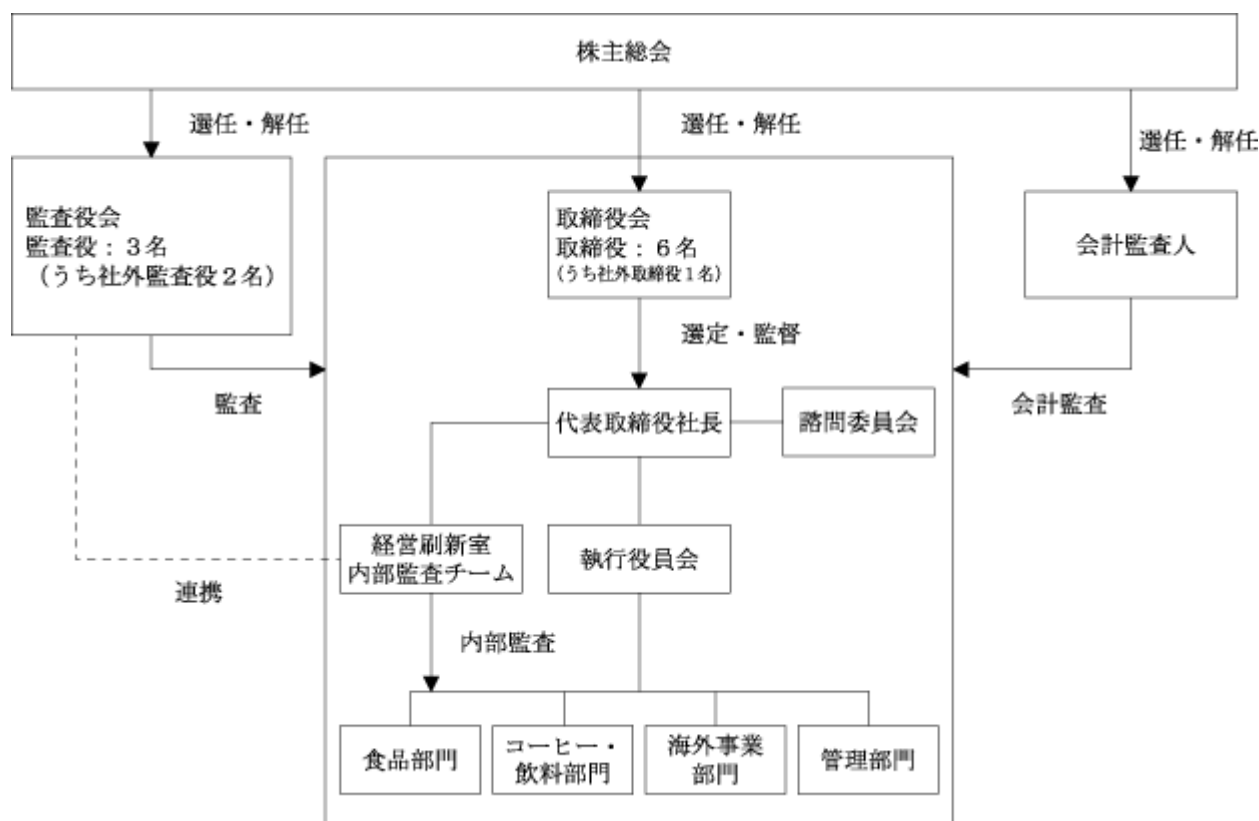 株主総会
選任・解任
選任・解任
選任・解任
監査役会
監査役：３名
（うち社外監査役２名）
取締役会
取締役：６名
（うち社外取締役１名）
会計監査人
選定・監督
監査
会計監査
代表取締役社長
諮問委員会
経営刷新室
内部監査チーム
執行役員会
連携
内部監査
食品部門
コーヒー・
飲料部門
海外事業
部門
管理部門